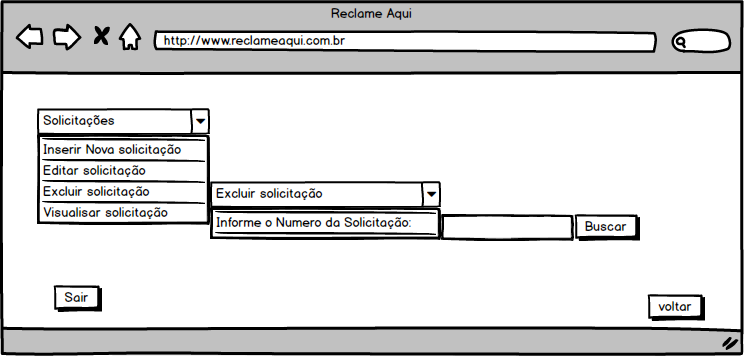 Reclame Aqui
http://www.reclameaqui.com.br
Solicitações
Inserir Nova solicitação
Editar solicitação
Excluir solicitação
Visualisar solicitação
Excluir solicitação
Informe o Numero da Solicitação:
Buscar
Sair
voltar